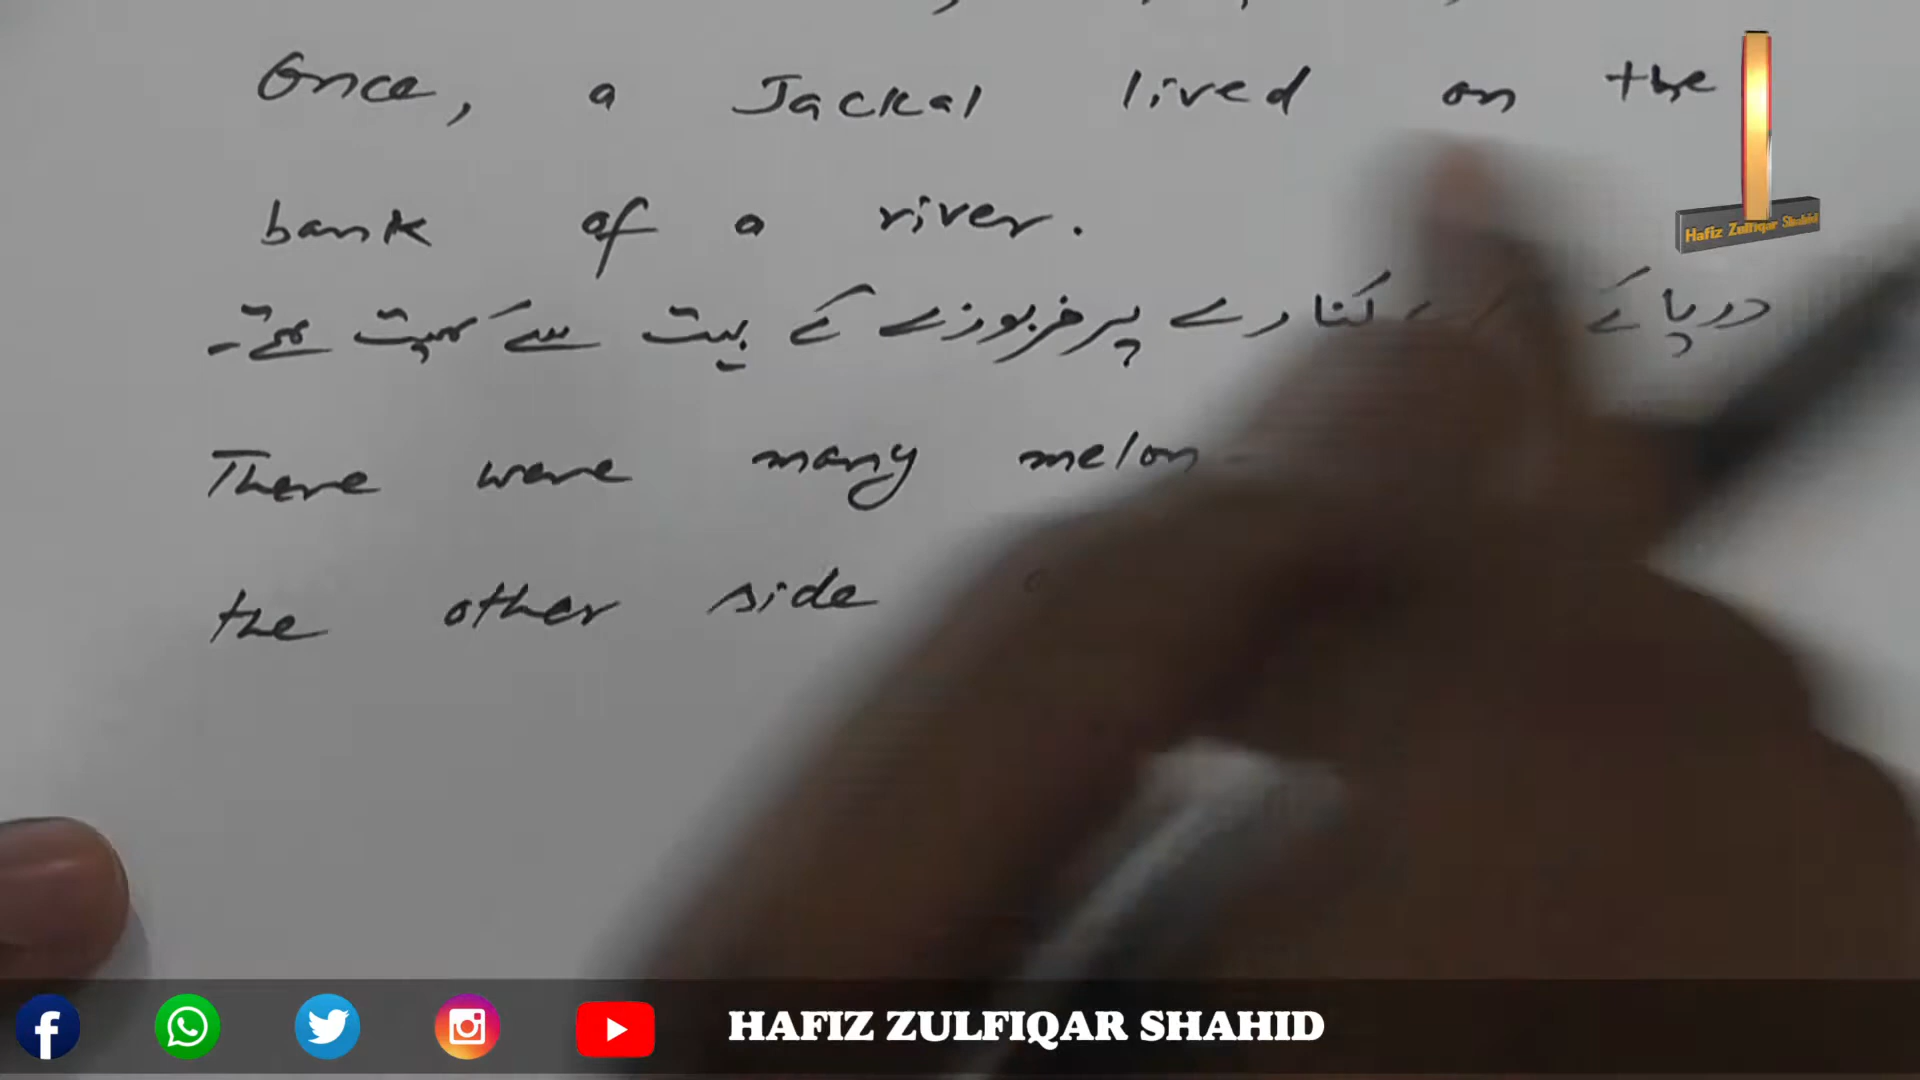 Once, a Jackal lived on the
bank of a river.
دریا کے کنارے پر خربوزے کے بہت سے کھیت تھے۔
There were many melon
the other side
Hafiz Zulfiqar Shahid
HAFIZ ZULFIQAR SHAHID